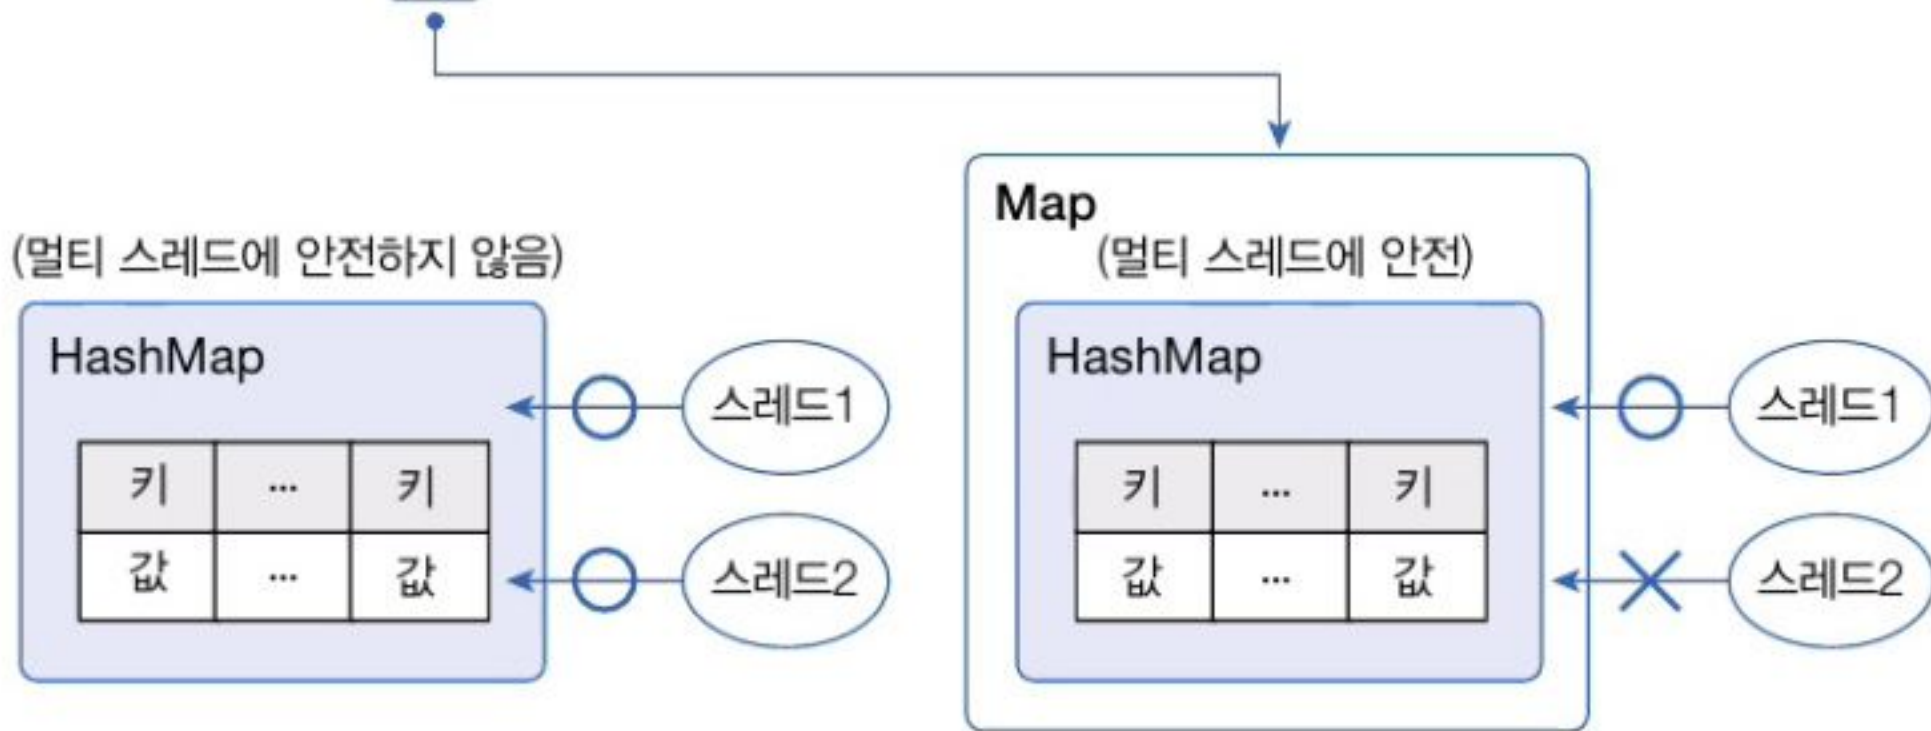 Map
(멀티 스레드에 안전하지 않음)
(멀티 스레드에 안전)
HashMap
스레드1
키 ... 키
값 ... 값
스레드2
HashMap
스레드1
키 ... 키
값 ... 값
스레드2